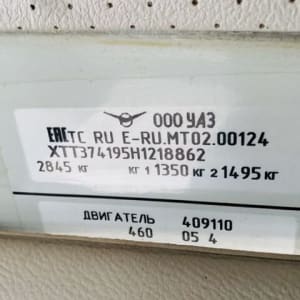 ООО УАЗ
ЕАС ТС RU E-RU.MT02.00124
XTT374195H1218862
2845 кг кг 1 1350 кг 2 1495 кг
ДВИГАТЕЛЬ 409110
460 05 4